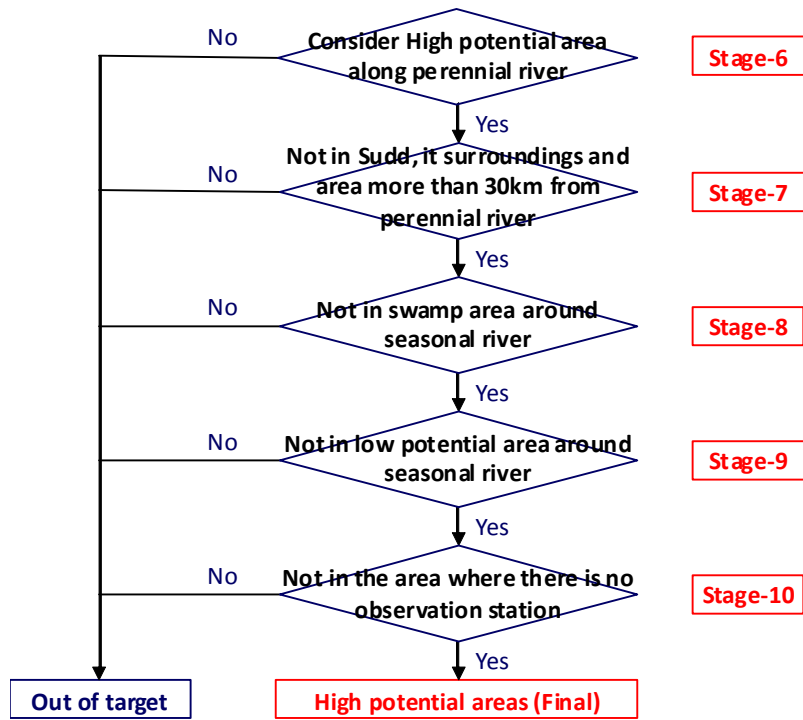 No
Consider High potential area
along perennial river
Stage-6
Yes
No
Not in Sudd, it surroundings and
area more than 30km from
perennial river
Stage-7
Yes
No
Not in swamp area around
seasonal river
Stage-8
Yes
No
Not in low potential area around
seasonal river
Stage-9
Yes
No
Not in the area where there is no
observation station
Stage-10
Yes
Out of target
High potential areas (Final)